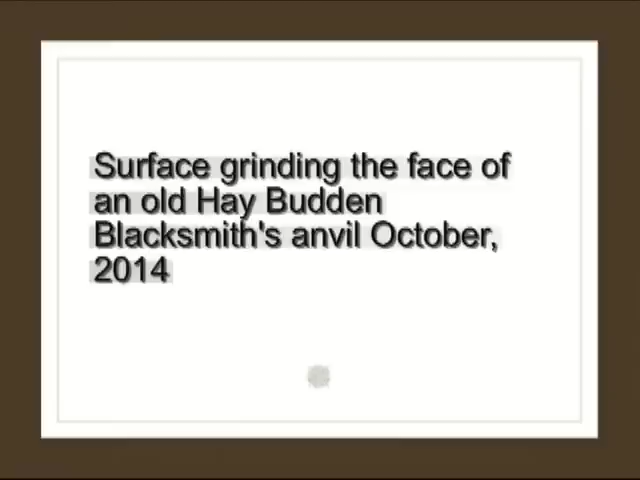 Surface grinding the face of
an old Hay Budden
Blacksmith's anvil October,
2014